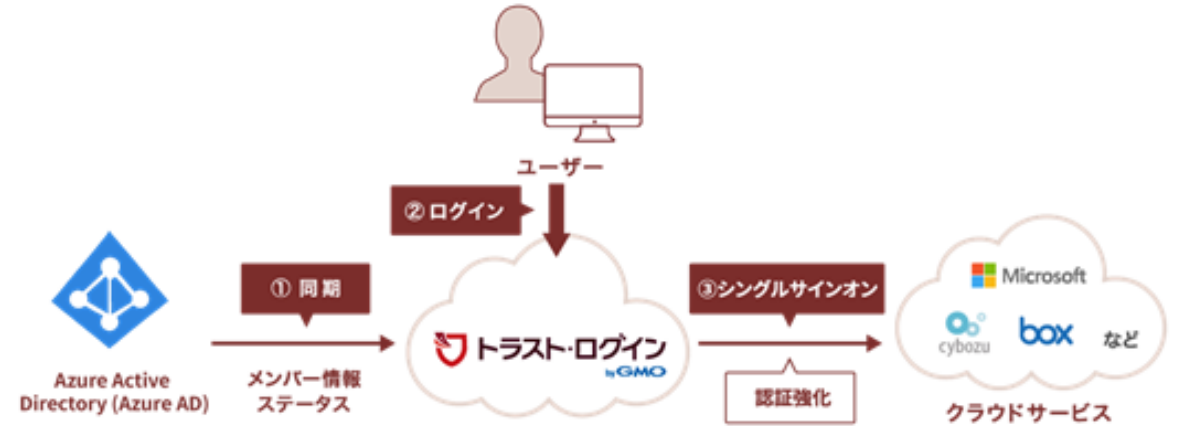 ユーザー
② ログイン
① 同期
メンバー情報
ステータス
Azure Active
Directory (Azure AD)
トラスト・ログイン
by GMO
③シングルサインオン
認証強化
Microsoft
cybozu
box
など
クラウドサービス